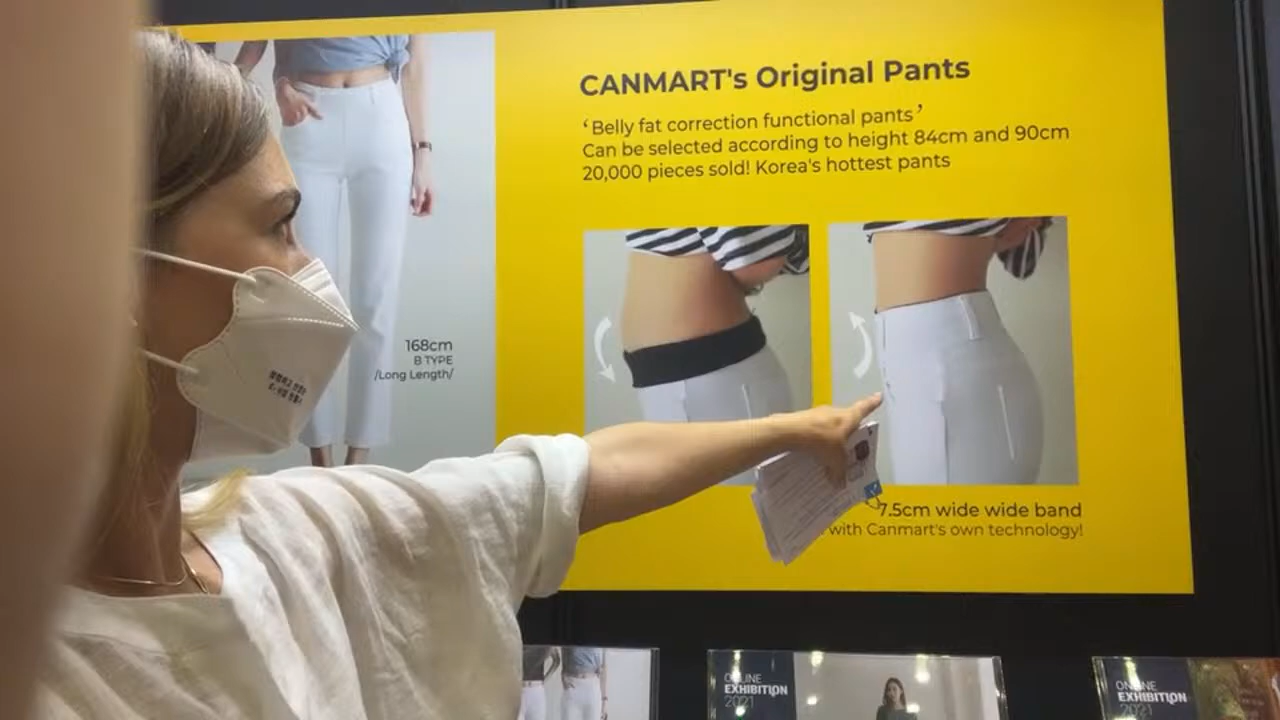 CANMART's Original Pants
‘Belly fat correction functional pants’
Can be selected according to height 84cm and 90cm
20,000 pieces sold! Korea's hottest pants
168cm
B TYPE
/Long Length/
7.5cm wide wide band
with Canmart's own technology!
ONLINE
EXHIBITION
2021
ONLINE
EXHIBITION
2021